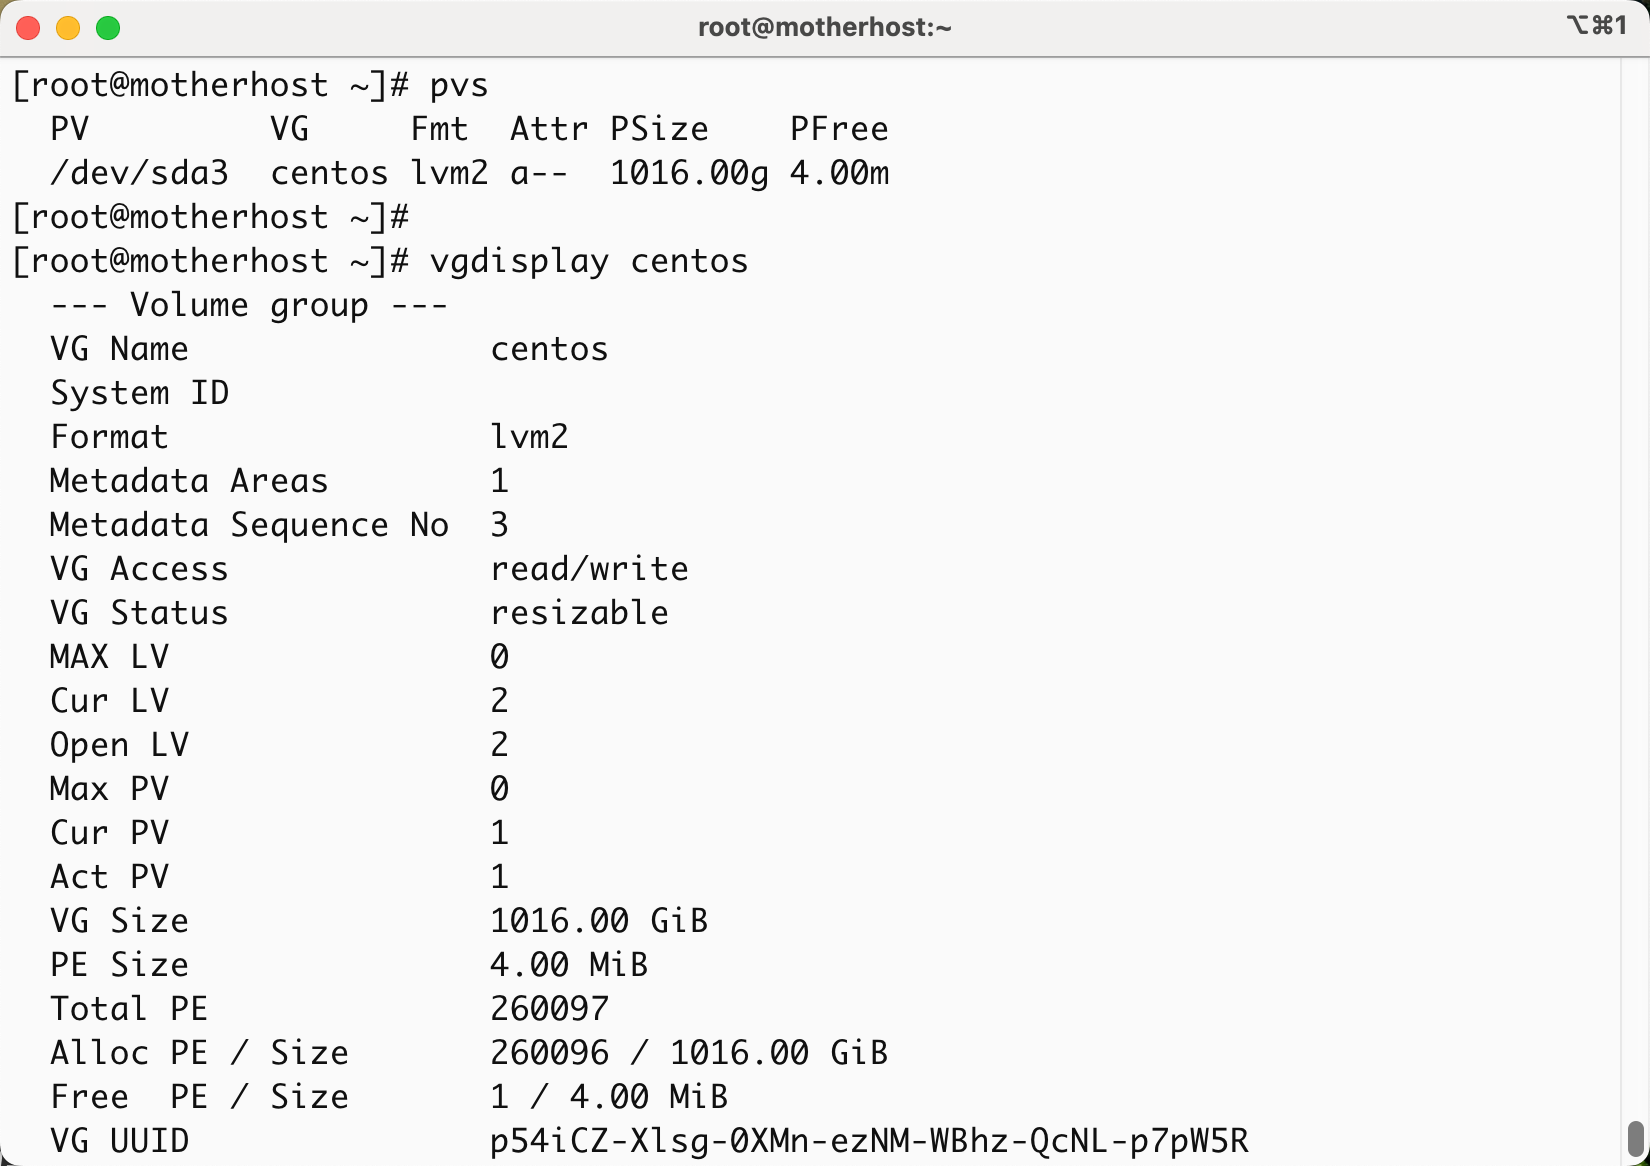 root@motherhost:~ ⌥⌘1
[root@motherhost ~]# pvs
  PV         VG     Fmt  Attr PSize    PFree
  /dev/sda3  centos lvm2 a--  1016.00g 4.00m
[root@motherhost ~]#
[root@motherhost ~]# vgdisplay centos
  --- Volume group ---
  VG Name               centos
  System ID
  Format                lvm2
  Metadata Areas        1
  Metadata Sequence No  3
  VG Access             read/write
  VG Status             resizable
  MAX LV                0
  Cur LV                2
  Open LV               2
  Max PV                0
  Cur PV                1
  Act PV                1
  VG Size               1016.00 GiB
  PE Size               4.00 MiB
  Total PE              260097
  Alloc PE / Size       260096 / 1016.00 GiB
  Free  PE / Size       1 / 4.00 MiB
  VG UUID               p54iCZ-Xlsg-0XMn-ezNM-WBhz-QcNL-p7pW5R